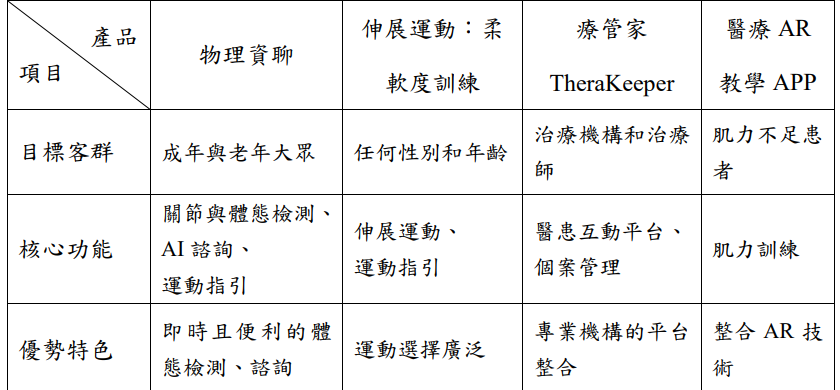 產品
項目
物理資聊
伸展運動：柔
軟度訓練
療管家
TheraKeeper
醫療 AR
教學 APP
目標客群
成年與老年大眾
任何性別和年齡
治療機構和治療
師
肌力不足患
者
核心功能
關節與體態檢測、
AI 諮詢、
運動指引
伸展運動、
運動指引
醫患互動平台、
個案管理
肌力訓練
優勢特色
即時且便利的體
態檢測、諮詢
運動選擇廣泛
專業機構的平台
整合
整合 AR 技
術